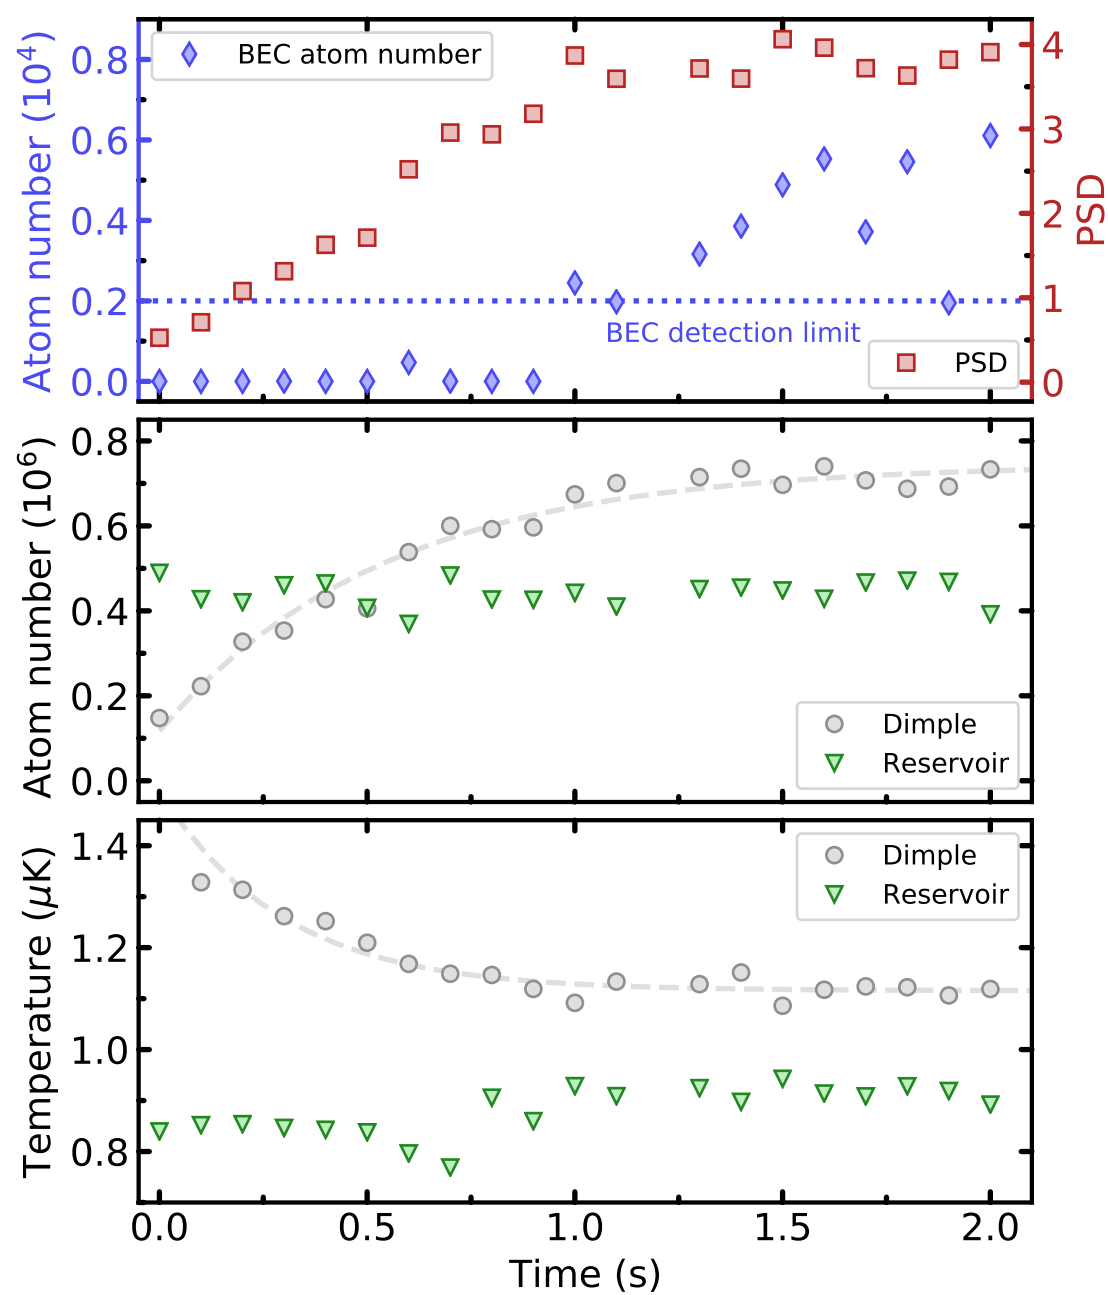 Atom number (10⁴)
0.8
0.6
0.4
0.2
0.0
BEC atom number
BEC detection limit
PSD
4
3
2
1
0
PSD
Atom number (10⁶)
0.8
0.6
0.4
0.2
0.0
Dimple
Reservoir
Temperature (μK)
1.4
1.2
1.0
0.8
Dimple
Reservoir
0.0 0.5 1.0 1.5 2.0
Time (s)